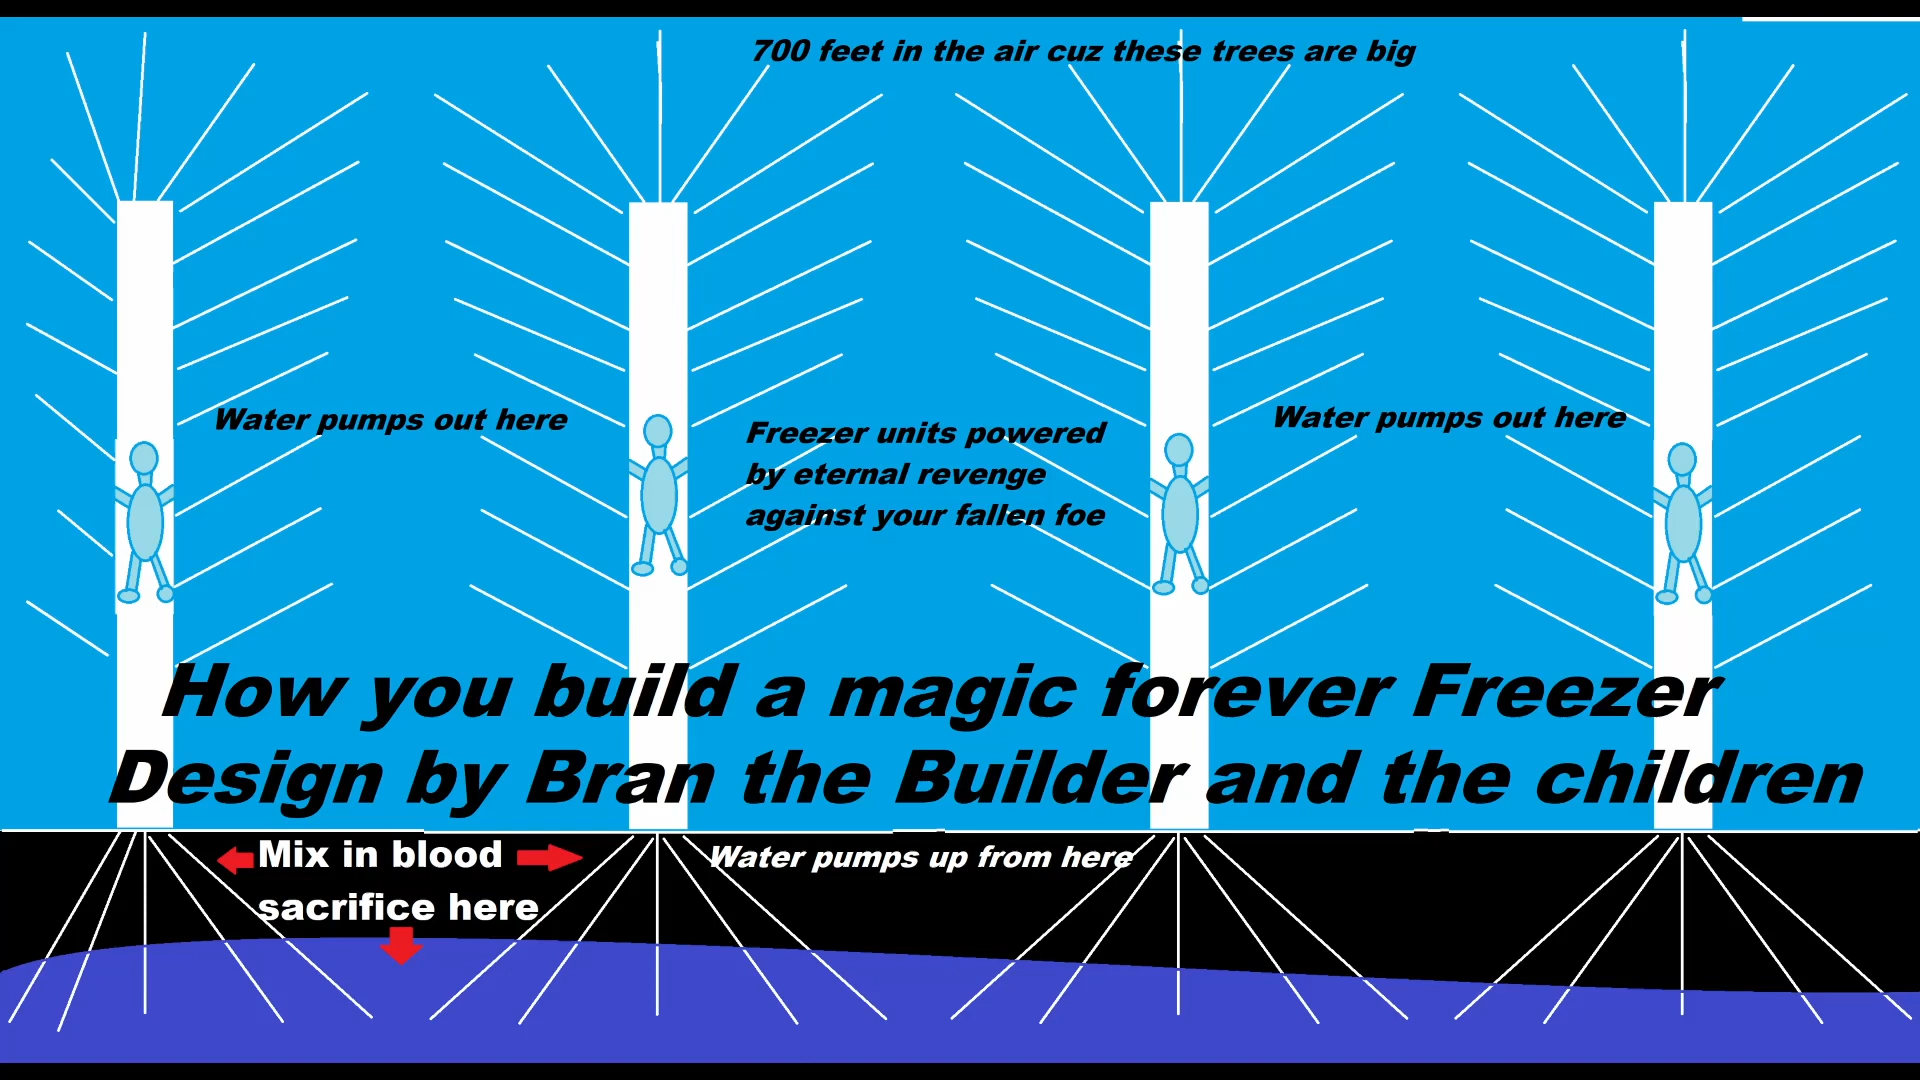 700 feet in the air cuz these trees are big
Water pumps out here
Water pumps out here
Freezer units powered
by eternal revenge
against your fallen foe
How you build a magic forever Freezer
Design by Bran the Builder and the children
Mix in blood
sacrifice here
Water pumps up from here